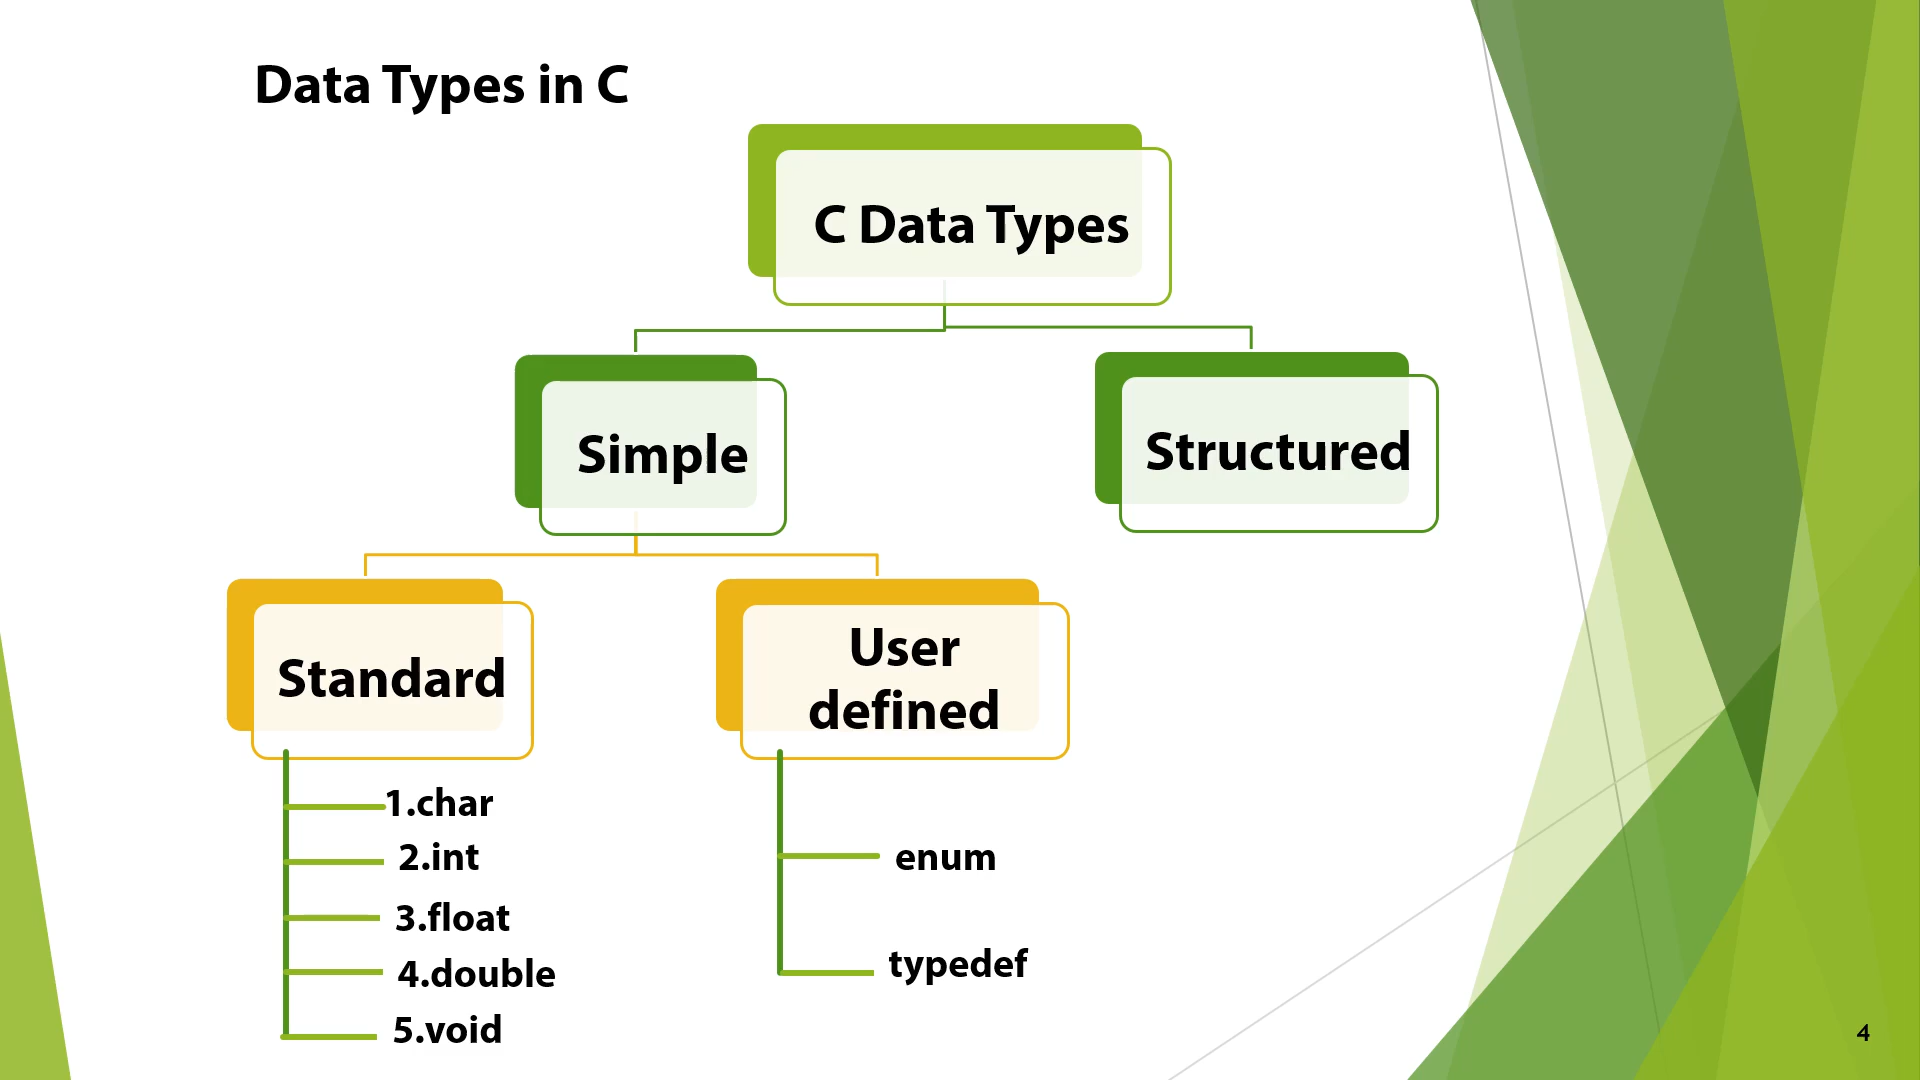 Data Types in C
C Data Types
Simple
Structured
Standard
User
defined
1.char
2.int
3.float
4.double
5.void
enum
typedef
4